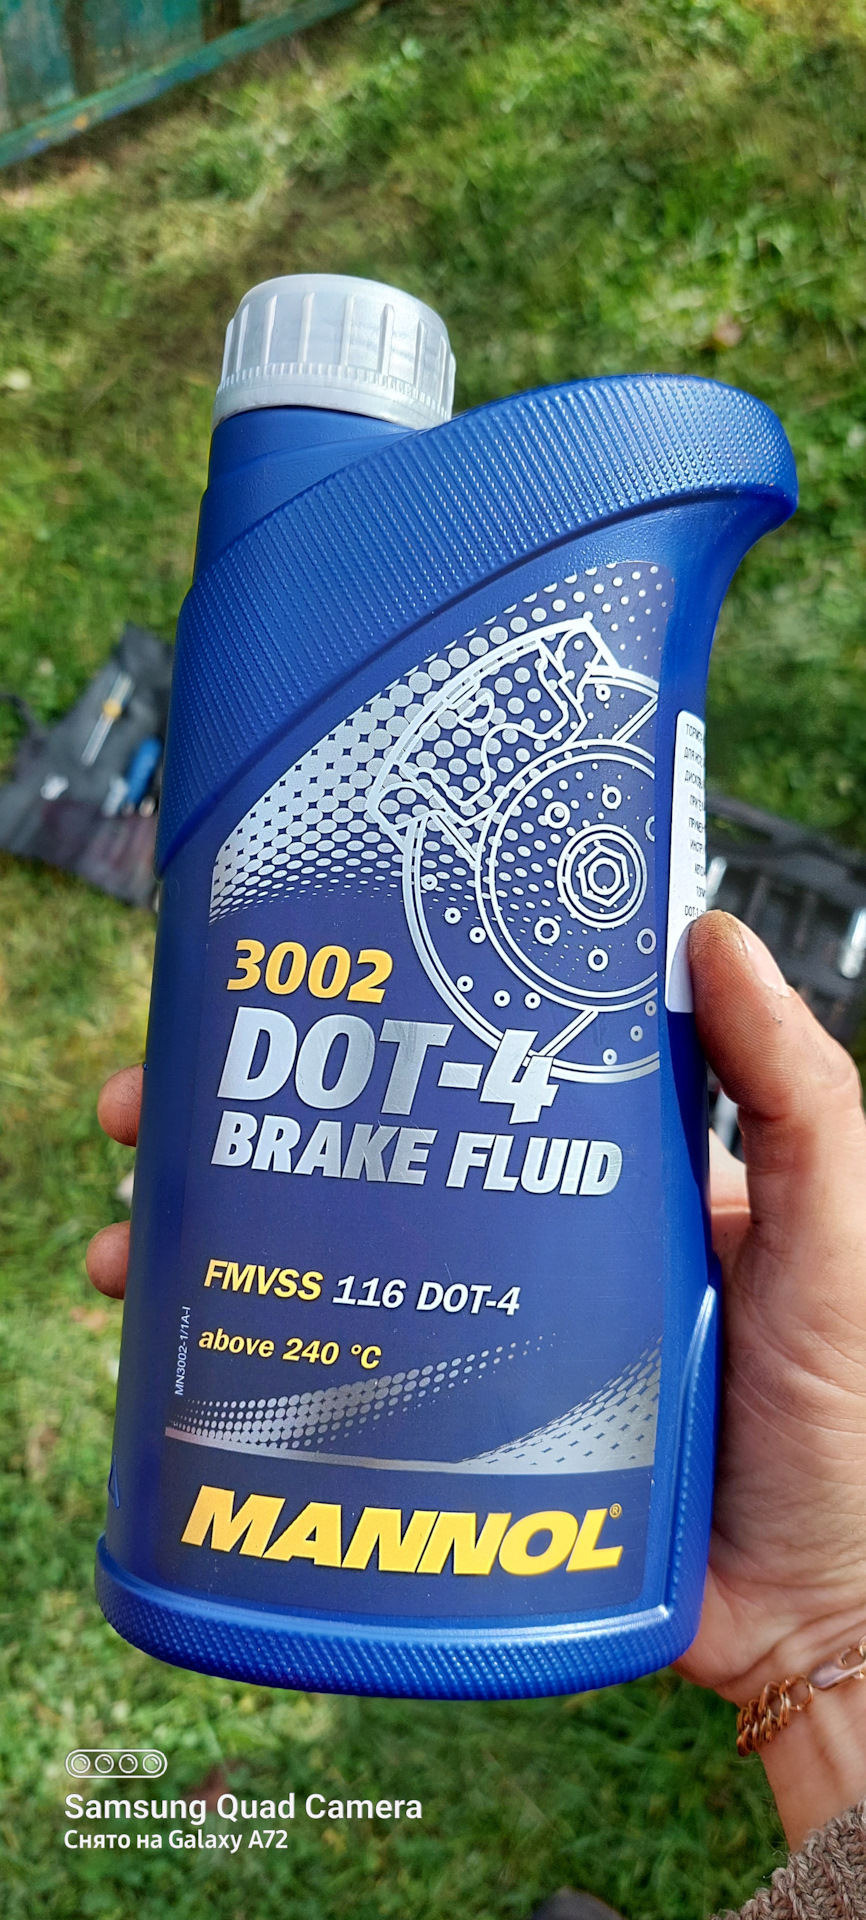 3002
DOT-4
BRAKE FLUID
FMVSS 116 DOT-4
above 240 °C
MN3002-1/1A-I
MANNOL®
Samsung Quad Camera
Снято на Galaxy A72